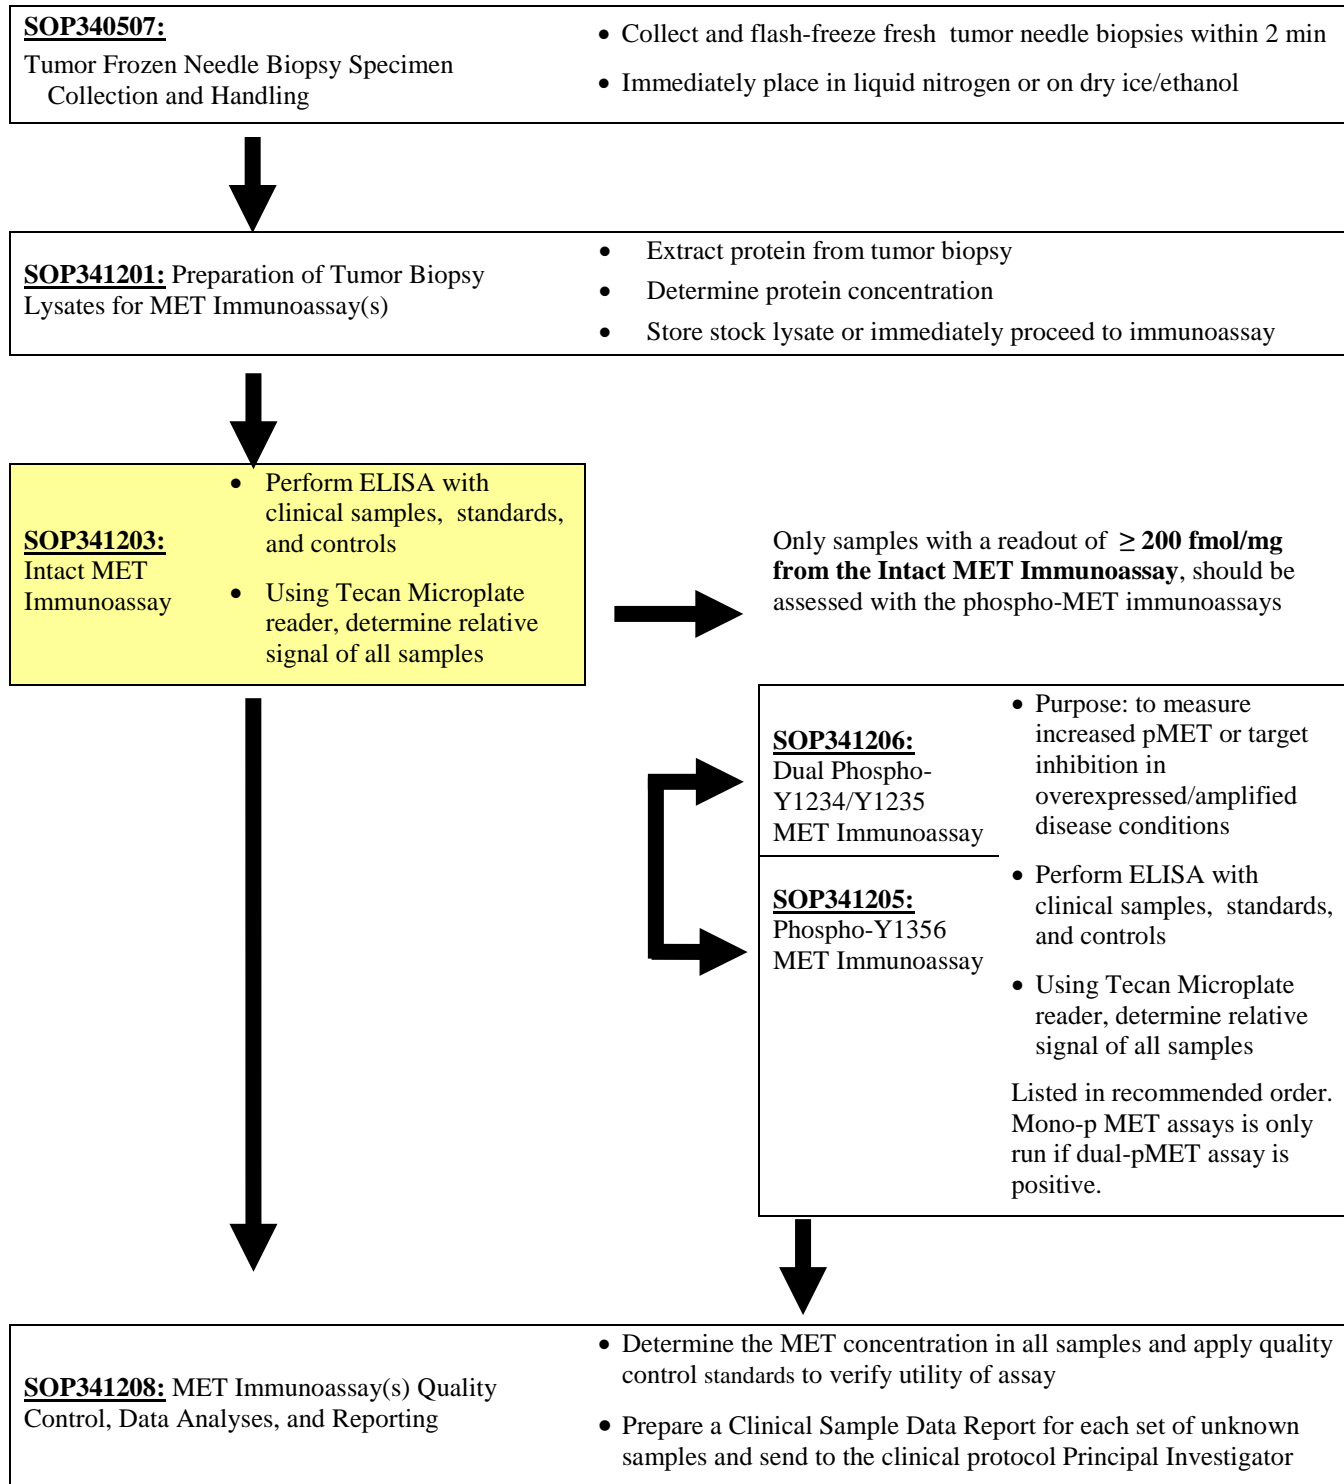 SOP340507:
Tumor Frozen Needle Biopsy Specimen
Collection and Handling
• Collect and flash-freeze fresh tumor needle biopsies within 2 min
• Immediately place in liquid nitrogen or on dry ice/ethanol
SOP341201: Preparation of Tumor Biopsy
Lysates for MET Immunoassay(s)
• Extract protein from tumor biopsy
• Determine protein concentration
• Store stock lysate or immediately proceed to immunoassay
SOP341203:
Intact MET
Immunoassay
• Perform ELISA with
clinical samples, standards,
and controls
• Using Tecan Microplate
reader, determine relative
signal of all samples
Only samples with a readout of ≥ 200 fmol/mg
from the Intact MET Immunoassay, should be
assessed with the phospho-MET immunoassays
SOP341206:
Dual Phospho-
Y1234/Y1235
MET Immunoassay
SOP341205:
Phospho-Y1356
MET Immunoassay
• Purpose: to measure
increased pMET or target
inhibition in
overexpressed/amplified
disease conditions
• Perform ELISA with
clinical samples, standards,
and controls
• Using Tecan Microplate
reader, determine relative
signal of all samples
Listed in recommended order.
Mono-p MET assays is only
run if dual-pMET assay is
positive.
SOP341208: MET Immunoassay(s) Quality
Control, Data Analyses, and Reporting
• Determine the MET concentration in all samples and apply quality
control standards to verify utility of assay
• Prepare a Clinical Sample Data Report for each set of unknown
samples and send to the clinical protocol Principal Investigator